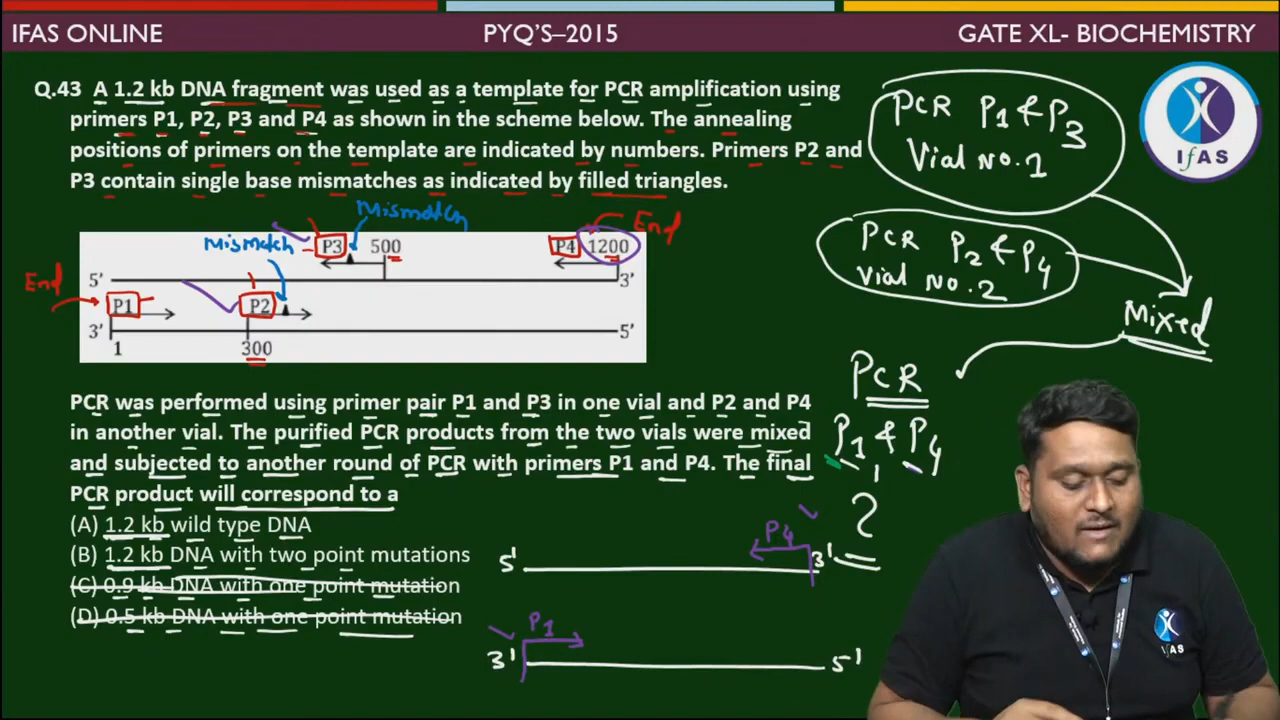 IFAS ONLINE
PYQ'S–2015
GATE XL- BIOCHEMISTRY
Q.43 A 1.2 kb DNA fragment was used as a template for PCR amplification using
primers P1, P2, P3 and P4 as shown in the scheme below. The annealing
positions of primers on the template are indicated by numbers. Primers P2 and
P3 contain single base mismatches as indicated by filled triangles.
PCR P1 & P3
Vial No.1
IFAS
Mismatch
End
Mismatch
P3 500
P4 1200
PCR P2 & P4
Vial No.2
End
5' 3'
P1 P2
3' 5'
1 300
Mixed
PCR
P1 & P4
?
PCR was performed using primer pair P1 and P3 in one vial and P2 and P4
in another vial. The purified PCR products from the two vials were mixed
and subjected to another round of PCR with primers P1 and P4. The final
PCR product will correspond to a
(A) 1.2 kb wild type DNA
(B) 1.2 kb DNA with two point mutations
(C) 0.9 kb DNA with one point mutation
(D) 0.5 kb DNA with one point mutation
P4
5' 3'
P1
3' 5'
IFAS